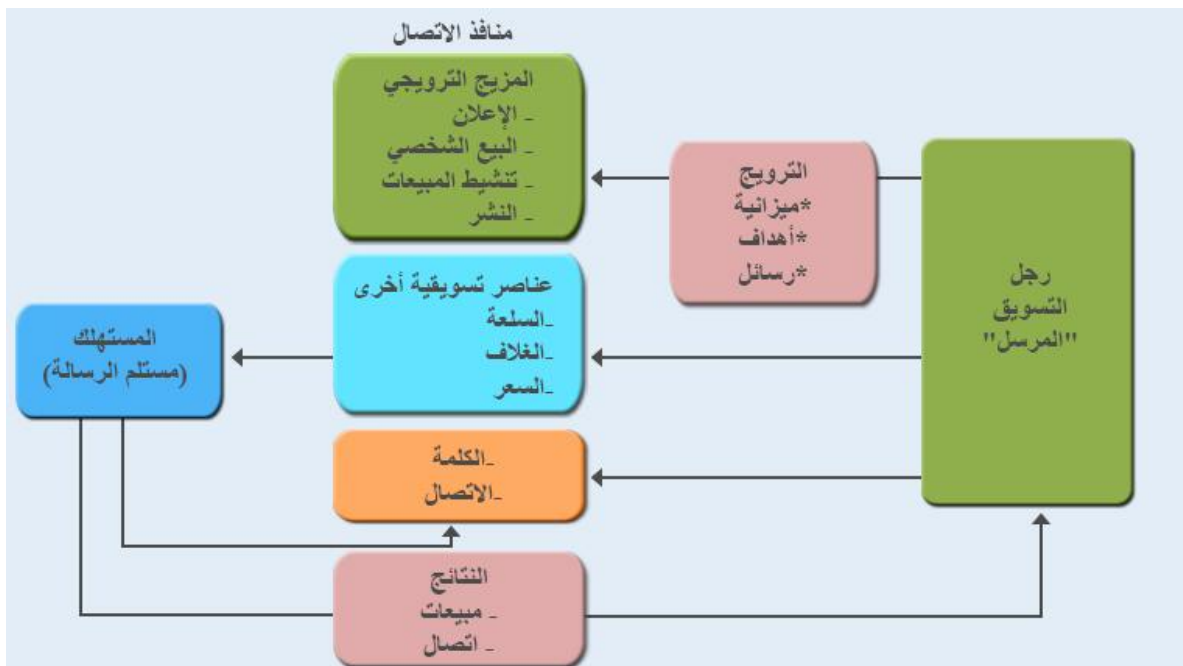 منافذ الاتصال
المزيج الترويجي
- الإعلان
- البيع الشخصي
- تنشيط المبيعات
- النشر
الترويج
*ميزانية
*أهداف
*رسائل
رجل
التسويق
"المرسل"
عناصر تسويقية أخرى
-السلعة
-الغلاف
-السعر
المستهلك
(مستلم الرسالة)
-الكلمة
-الاتصال
النتائج
- مبيعات
- اتصال